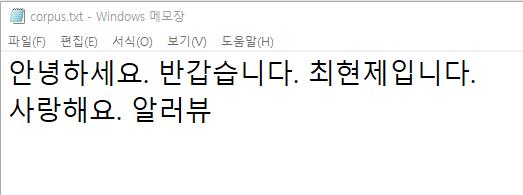 corpus.txt - Windows 메모장
파일(F) 편집(E) 서식(O) 보기(V) 도움말(H)
안녕하세요. 반갑습니다. 최현제입니다.
사랑해요. 알러뷰